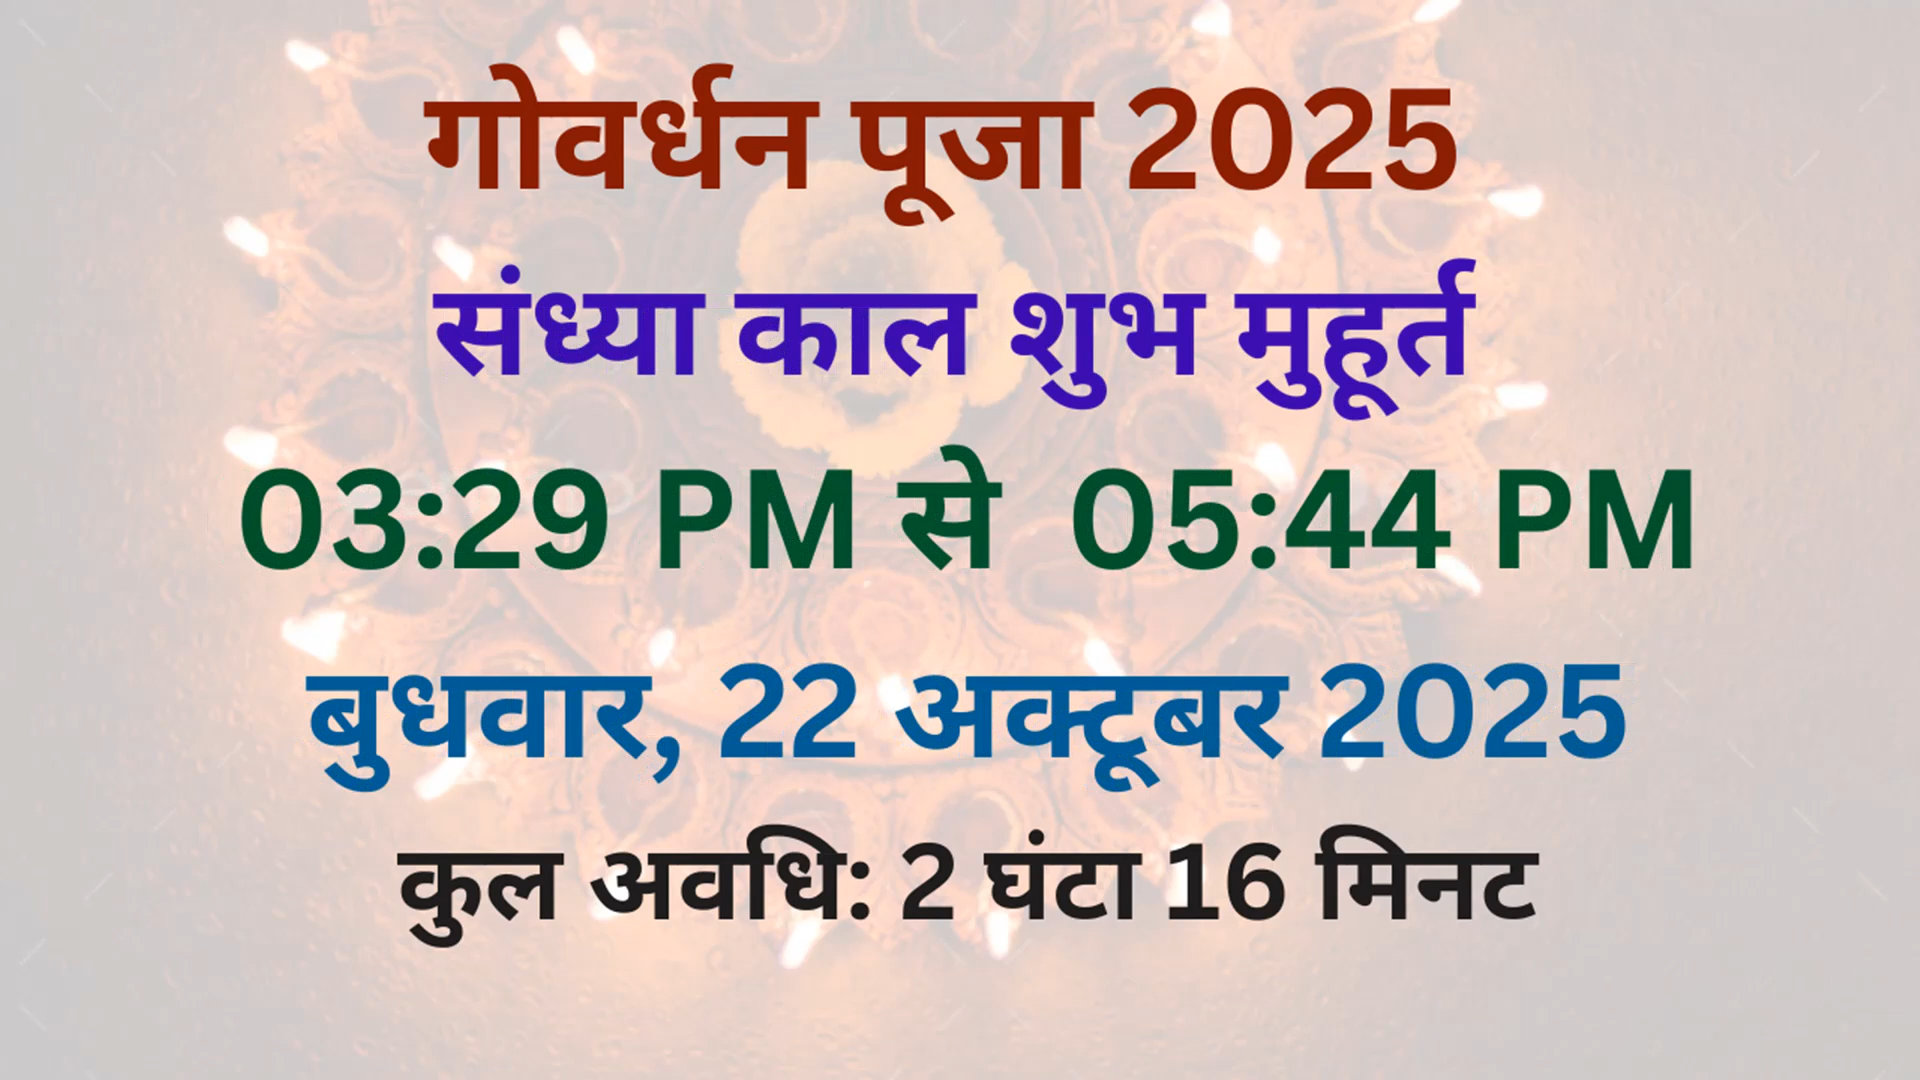 गोवर्धन पूजा 2025
संध्या काल शुभ मुहूर्त
03:29 PM से 05:44 PM
बुधवार, 22 अक्टूबर 2025
कुल अवधि: 2 घंटा 16 मिनट